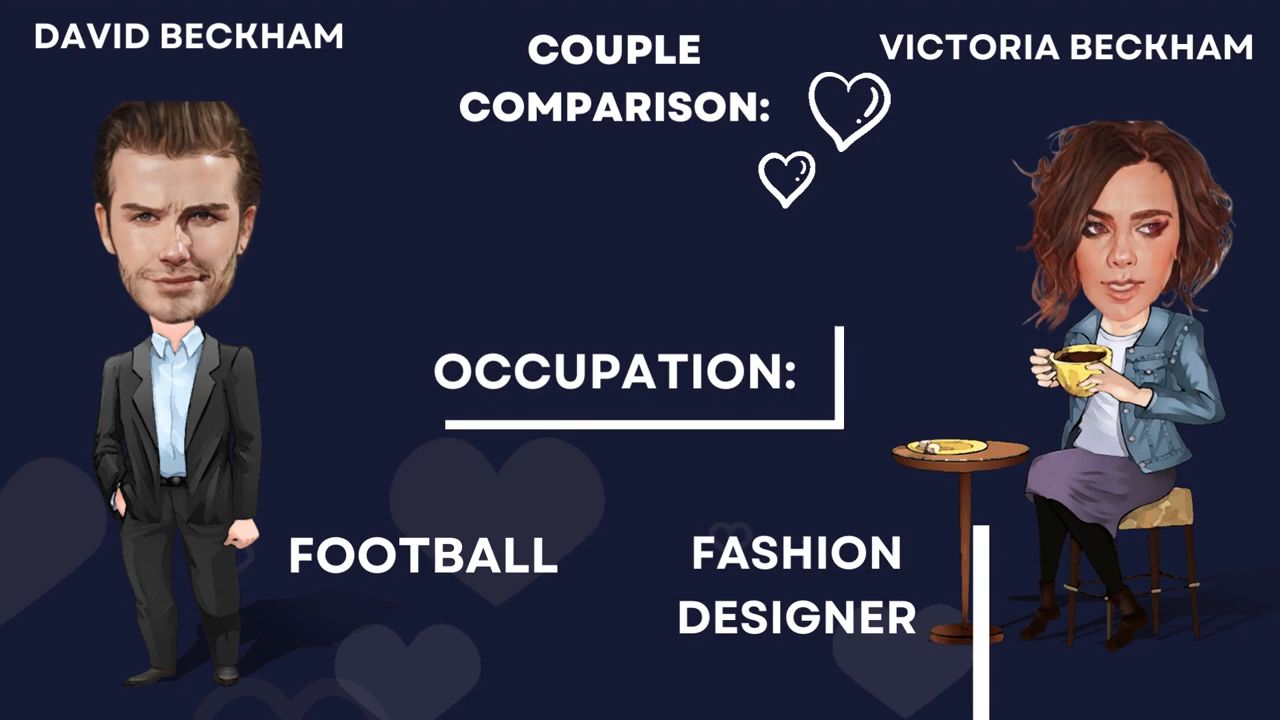 DAVID BECKHAM
COUPLE
COMPARISON:
VICTORIA BECKHAM
OCCUPATION:
FOOTBALL
FASHION
DESIGNER